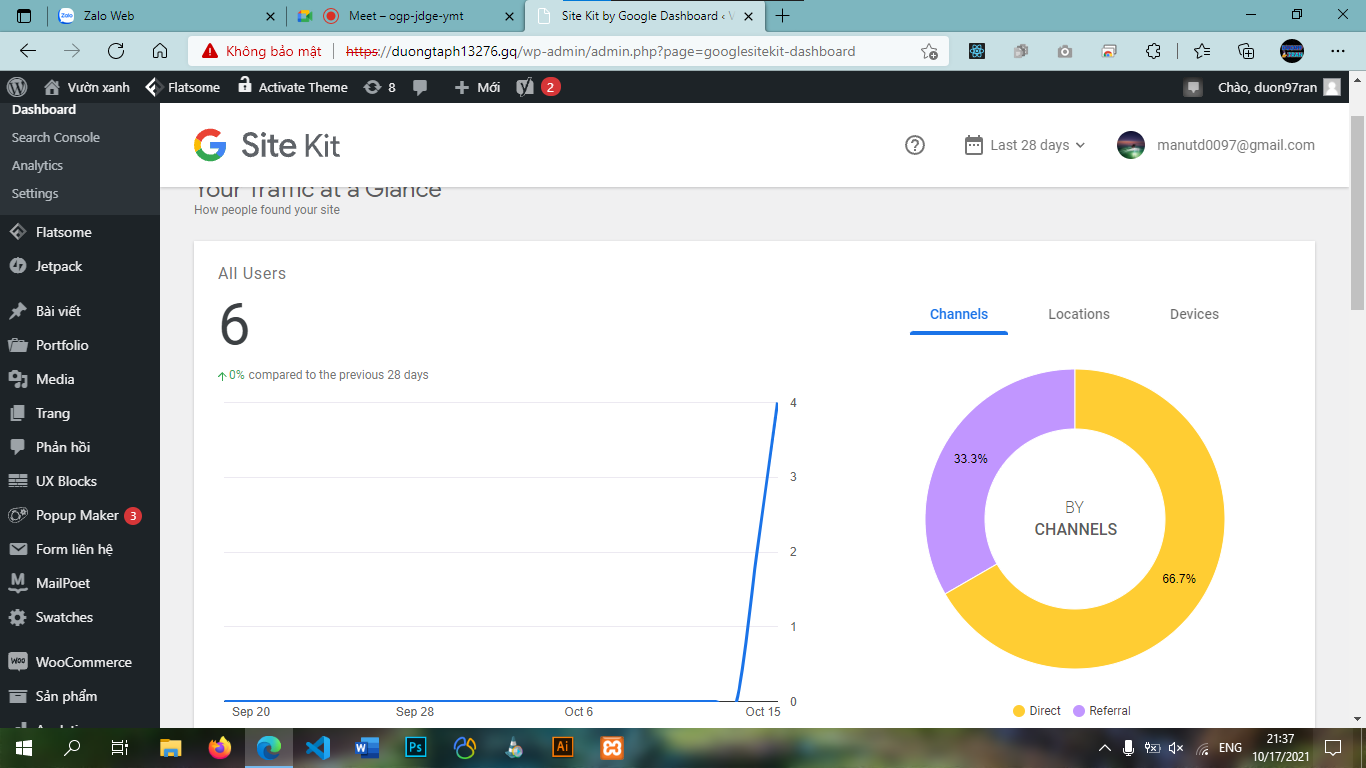 Zalo Web
Meet – ogp-jdge-ymt
Site Kit by Google Dashboard ‹ V
Không bảo mật
https://duongtaph13276.gq/wp-admin/admin.php?page=googlesitekit-dashboard
Vườn xanh
Flatsome
Activate Theme
8
Mới
2
Chào, duon97ran
Dashboard
Search Console
Analytics
Settings
Flatsome
Jetpack
Bài viết
Portfolio
Media
Trang
Phản hồi
UX Blocks
Popup Maker 3
Form liên hệ
MailPoet
Swatches
WooCommerce
Sản phẩm
Site Kit
Last 28 days
manutd0097@gmail.com
Your Traffic at a Glance
How people found your site
All Users
6
0% compared to the previous 28 days
4
3
2
1
0
Sep 20
Sep 28
Oct 6
Oct 15
Channels
Locations
Devices
33.3%
BY
CHANNELS
66.7%
Direct
Referral
ENG
21:37
10/17/2021